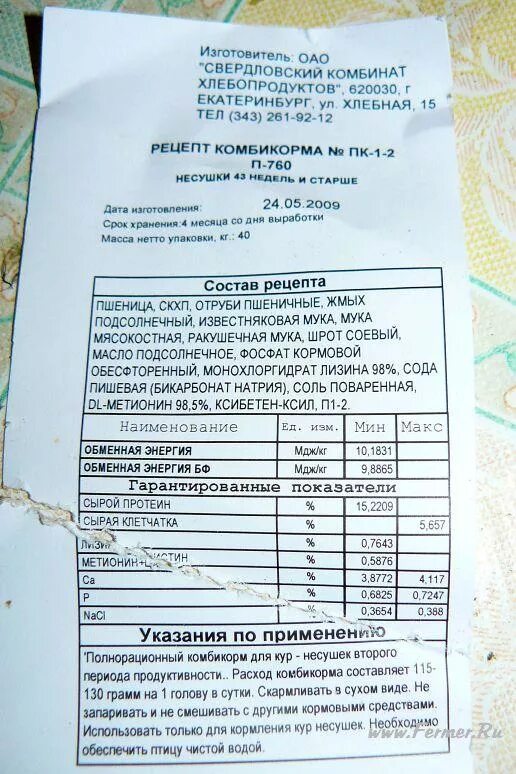 Изготовитель: ОАО
"СВЕРДЛОВСКИЙ КОМБИНАТ
ХЛЕБОПРОДУКТОВ", 620030, г
ЕКАТЕРИНБУРГ, ул. ХЛЕБНАЯ, 15
ТЕЛ (343) 261-92-12
РЕЦЕПТ КОМБИКОРМА № ПК-1-2
П-760
НЕСУШКИ 43 НЕДЕЛЬ И СТАРШЕ
Дата изготовления: 24.05.2009
Срок хранения:4 месяца со дня выработки
Масса нетто упаковки, кг.: 40
Состав рецепта
ПШЕНИЦА, СКХП, ОТРУБИ ПШЕНИЧНЫЕ, ЖМЫХ
ПОДСОЛНЕЧНЫЙ, ИЗВЕСТНЯКОВАЯ МУКА, МУКА
МЯСОКОСТНАЯ, РАКУШЕЧНАЯ МУКА, ШРОТ СОЕВЫЙ,
МАСЛО ПОДСОЛНЕЧНОЕ, ФОСФАТ КОРМОВОЙ
ОБЕСФТОРЕННЫЙ, МОНОХЛОРГИДРАТ ЛИЗИНА 98%, СОДА
ПИЩЕВАЯ (БИКАРБОНАТ НАТРИЯ), СОЛЬ ПОВАРЕННАЯ,
DL-МЕТИОНИН 98,5%, КСИБЕТЕН-КСИЛ, П1-2.
Наименование Ед. изм. Мин Макс
ОБМЕННАЯ ЭНЕРГИЯ Мдж/кг 10,1831
ОБМЕННАЯ ЭНЕРГИЯ БФ Мдж/кг 9,8865
Гарантированные показатели
СЫРОЙ ПРОТЕИН % 15,2209
СЫРАЯ КЛЕТЧАТКА % 5,657
% 0,7643
% 0,5876
Ca % 3,8772 4,117
P % 0,6825 0,7247
NaCl % 0,3654 0,388
Указания по применению
'Полнорационный комбикорм для кур - несушек второго
периода продуктивности.. Расход комбикорма составляет 115-
130 грамм на 1 голову в сутки. Скармливать в сухом виде. Не
запаривать и не смешивать с другими кормовыми средствами.
Использовать только для кормления кур несушек. Необходимо
обеспечить птицу чистой водой.
www.Fermer.Ru